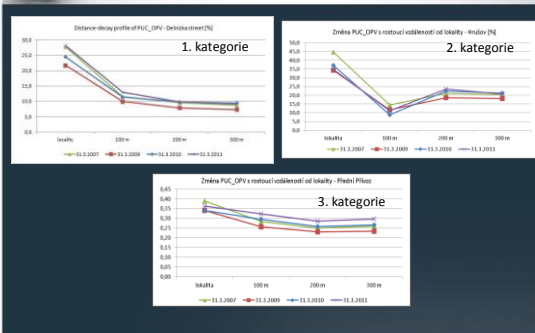 Distance-decay profile of PUC_OPV - Delnická street [%]
1. kategorie
30,0
25,0
20,0
15,0
10,0
5,0
0,0
locality 100 m 200 m 300 m
31.3.2007 31.3.2009 31.3.2010 31.3.2011
Změna PUC_OPV s rostoucí vzdáleností od lokality - Hrušov [%]
2. kategorie
50,0
45,0
40,0
35,0
30,0
25,0
20,0
15,0
10,0
5,0
0,0
lokalita 100 m 200 m 300 m
31.3.2007 31.3.2009 31.3.2010 31.3.2011
Změna PUC_OPV s rostoucí vzdáleností od lokality - Přední Přívoz
3. kategorie
0,45
0,40
0,35
0,30
0,25
0,20
0,15
0,10
0,05
0,00
lokalita 100 m 200 m 300 m
31.3.2007 31.3.2009 31.3.2010 31.3.2011